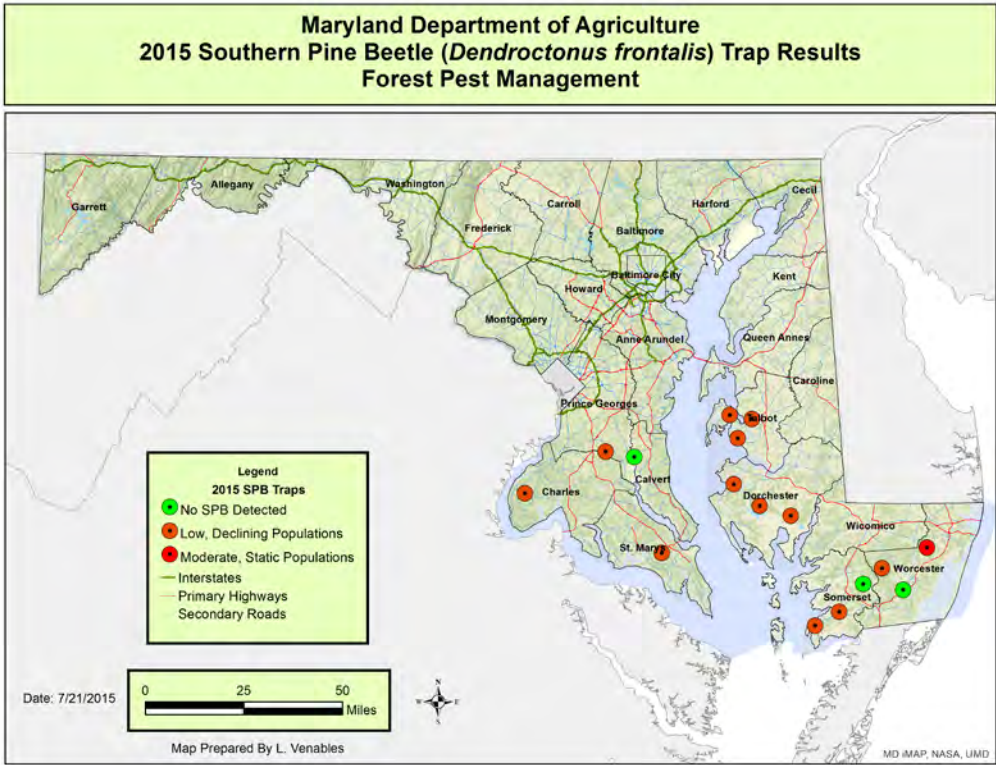 Maryland Department of Agriculture
2015 Southern Pine Beetle (Dendroctonus frontalis) Trap Results
Forest Pest Management
Garrett
Allegany
Washington
Frederick
Carroll
Baltimore
Harford
Cecil
Baltimore City
Howard
Kent
Montgomery
Anne Arundel
Queen Annes
Caroline
Prince Georges
Talbot
Charles
Calvert
Dorchester
St. Marys
Wicomico
Worcester
Somerset
Legend
2015 SPB Traps
No SPB Detected
Low, Declining Populations
Moderate, Static Populations
Interstates
Primary Highways
Secondary Roads
Date: 7/21/2015
0 25 50
Miles
N
W E
S
Map Prepared By L. Venables
MD iMAP, NASA, UMD